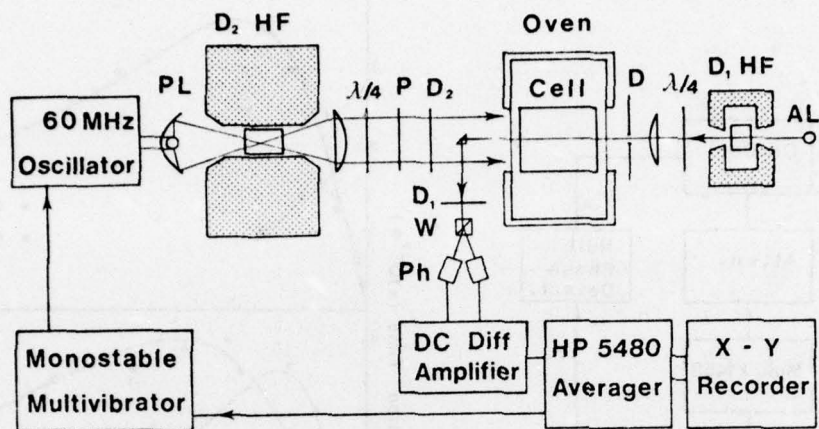 D₂ HF
Oven
PL
λ/4
P
D₂
Cell
D
λ/4
D₁ HF
AL
60 MHz
Oscillator
D₁
W
Ph
Monostable
Multivibrator
DC Diff
Amplifier
HP 5480
Averager
X - Y
Recorder